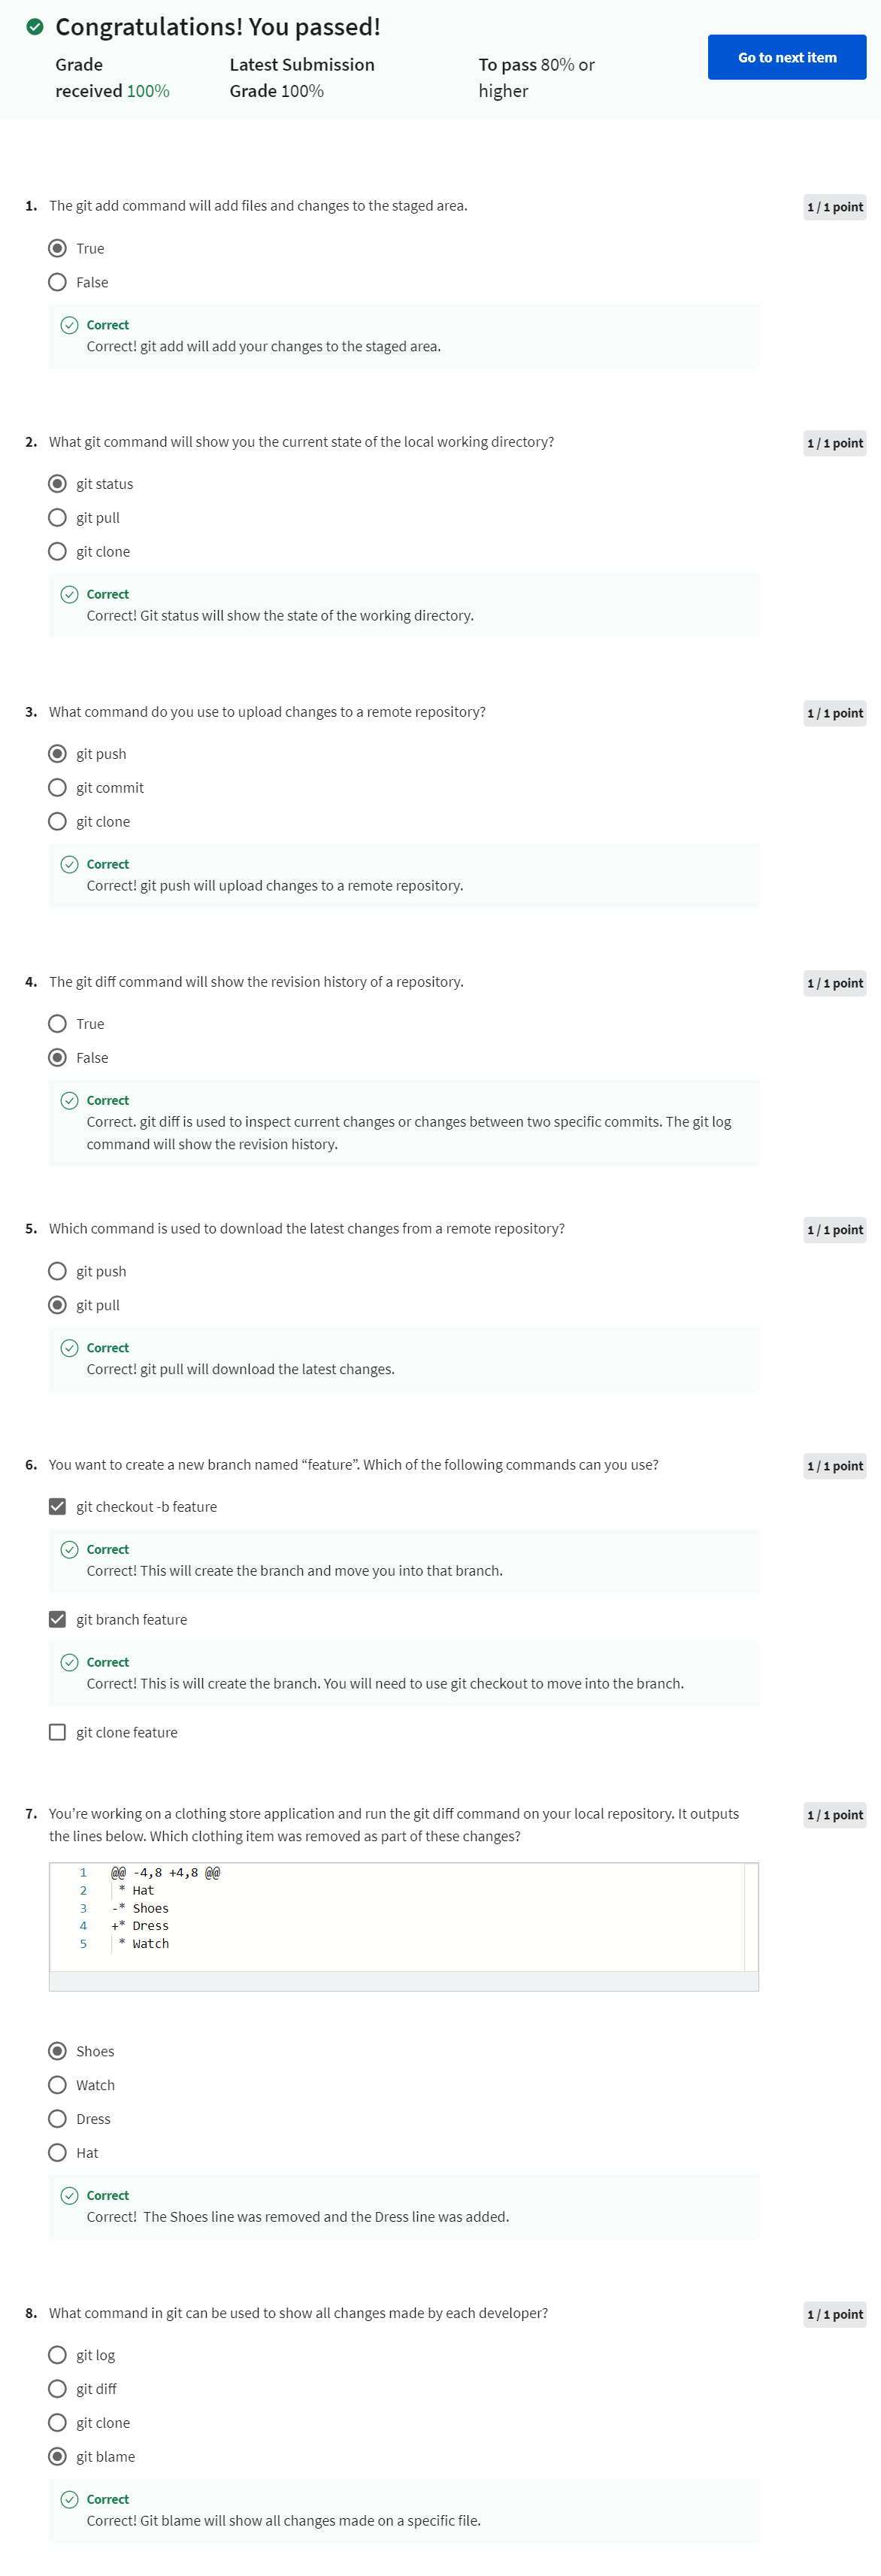 Congratulations! You passed!
Grade received 100%
Latest Submission Grade 100%
To pass 80% or higher
Go to next item
1. The git add command will add files and changes to the staged area.
1 / 1 point
True
False
Correct
Correct! git add will add your changes to the staged area.
2. What git command will show you the current state of the local working directory?
1 / 1 point
git status
git pull
git clone
Correct
Correct! Git status will show the state of the working directory.
3. What command do you use to upload changes to a remote repository?
1 / 1 point
git push
git commit
git clone
Correct
Correct! git push will upload changes to a remote repository.
4. The git diff command will show the revision history of a repository.
1 / 1 point
True
False
Correct
Correct. git diff is used to inspect current changes or changes between two specific commits. The git log
command will show the revision history.
5. Which command is used to download the latest changes from a remote repository?
1 / 1 point
git push
git pull
Correct
Correct! git pull will download the latest changes.
6. You want to create a new branch named “feature”. Which of the following commands can you use?
1 / 1 point
git checkout -b feature
Correct
Correct! This will create the branch and move you into that branch.
git branch feature
Correct
Correct! This is will create the branch. You will need to use git checkout to move into the branch.
git clone feature
7. You’re working on a clothing store application and run the git diff command on your local repository. It outputs
the lines below. Which clothing item was removed as part of these changes?
1 / 1 point
1 @@ -4,8 +4,8 @@
2 * Hat
3 -* Shoes
4 +* Dress
5 * Watch
Shoes
Watch
Dress
Hat
Correct
Correct!  The Shoes line was removed and the Dress line was added.
8. What command in git can be used to show all changes made by each developer?
1 / 1 point
git log
git diff
git clone
git blame
Correct
Correct! Git blame will show all changes made on a specific file.